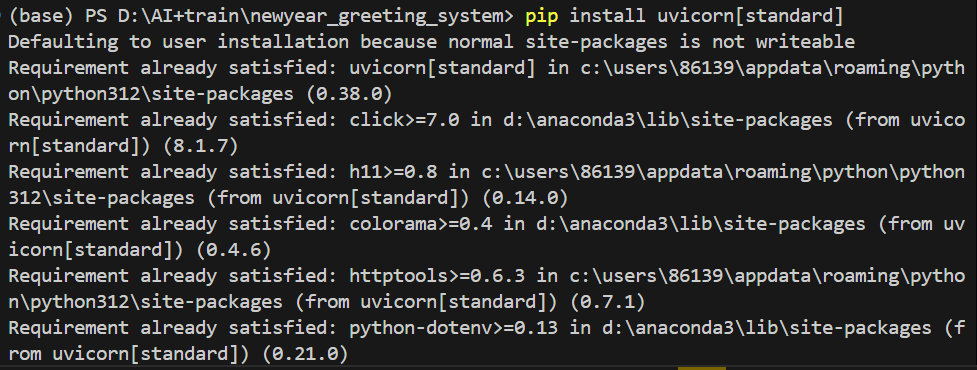 (base) PS D:\AI+train\newyear_greeting_system> pip install uvicorn[standard]
Defaulting to user installation because normal site-packages is not writeable
Requirement already satisfied: uvicorn[standard] in c:\users\86139\appdata\roaming\pyth
on\python312\site-packages (0.38.0)
Requirement already satisfied: click>=7.0 in d:\anaconda3\lib\site-packages (from uvico
rn[standard]) (8.1.7)
Requirement already satisfied: h11>=0.8 in c:\users\86139\appdata\roaming\python\python
312\site-packages (from uvicorn[standard]) (0.14.0)
Requirement already satisfied: colorama>=0.4 in d:\anaconda3\lib\site-packages (from uv
icorn[standard]) (0.4.6)
Requirement already satisfied: httptools>=0.6.3 in c:\users\86139\appdata\roaming\pytho
n\python312\site-packages (from uvicorn[standard]) (0.7.1)
Requirement already satisfied: python-dotenv>=0.13 in d:\anaconda3\lib\site-packages (f
rom uvicorn[standard]) (0.21.0)